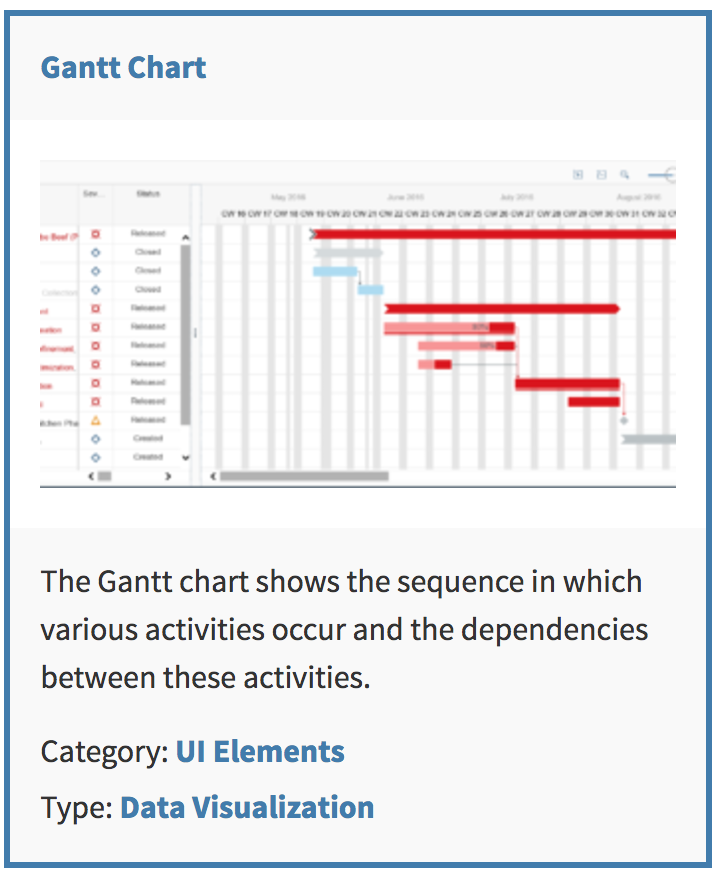 Gantt Chart
Status
May 2016 June 2016 July 2016 August 2016
CW 16 CW 17 CW 18 CW 19 CW 20 CW 21 CW 22 CW 23 CW 24 CW 25 CW 26 CW 27 CW 28 CW 29 CW 30 CW 31 CW 32
Released
Closed
Closed
Closed
Released
Released
Released
Released
Released
Released
Released
Created
Created
The Gantt chart shows the sequence in which
various activities occur and the dependencies
between these activities.
Category: UI Elements
Type: Data Visualization